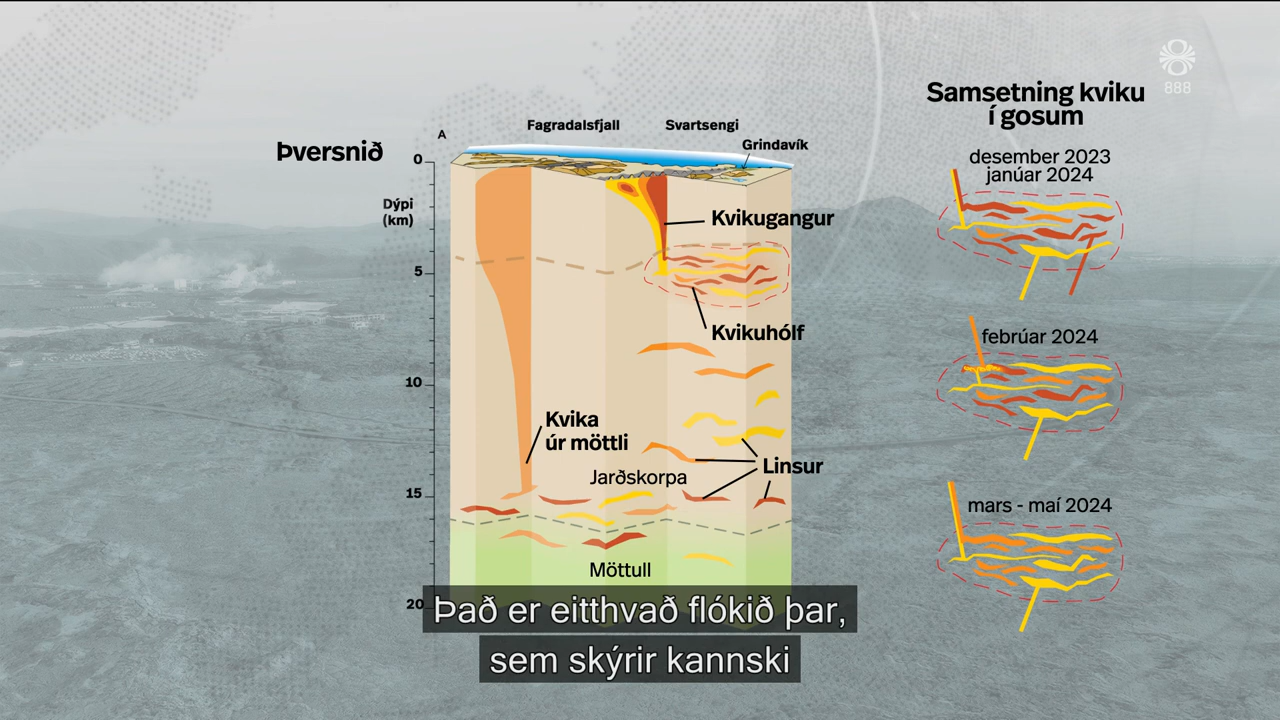 888
Samsetning kviku
í gosum
Þversnið
A
Fagradalsfjall
Svartsengi
Grindavík
0
Dýpi
(km)
5
10
15
20
Kvikugangur
Kvikuhólf
Kvika
úr möttli
Linsur
Jarðskorpa
Möttull
desember 2023
janúar 2024
febrúar 2024
mars - maí 2024
Það er eitthvað flókið þar,
sem skýrir kannski